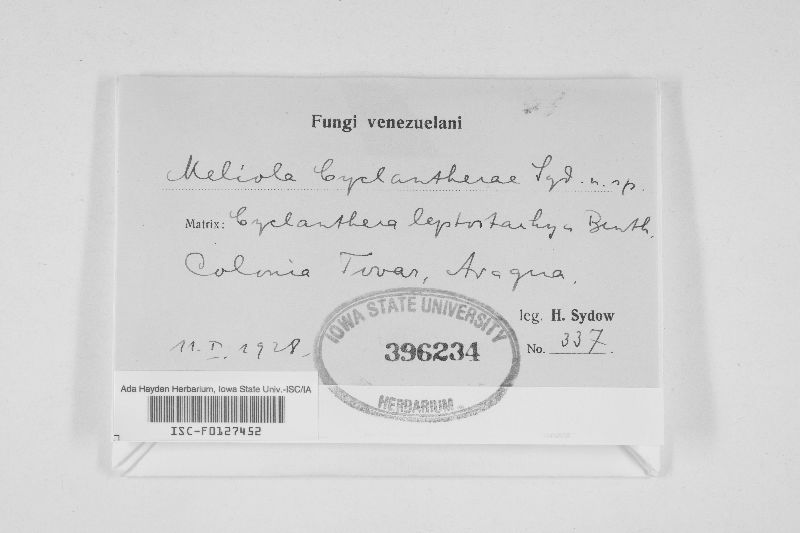 Fungi venezuelani
Meliola Cyclantherae Syd. n. sp.
Matrix: Cyclanthera leptostachya Benth.
Colonia Tovar, Aragua.
leg. H. Sydow
11. I. 1928.
No. 337.
IOWA STATE UNIVERSITY
396234
HERBARIUM
Ada Hayden Herbarium, Iowa State Univ.-ISC/IA
ISC-F0127452